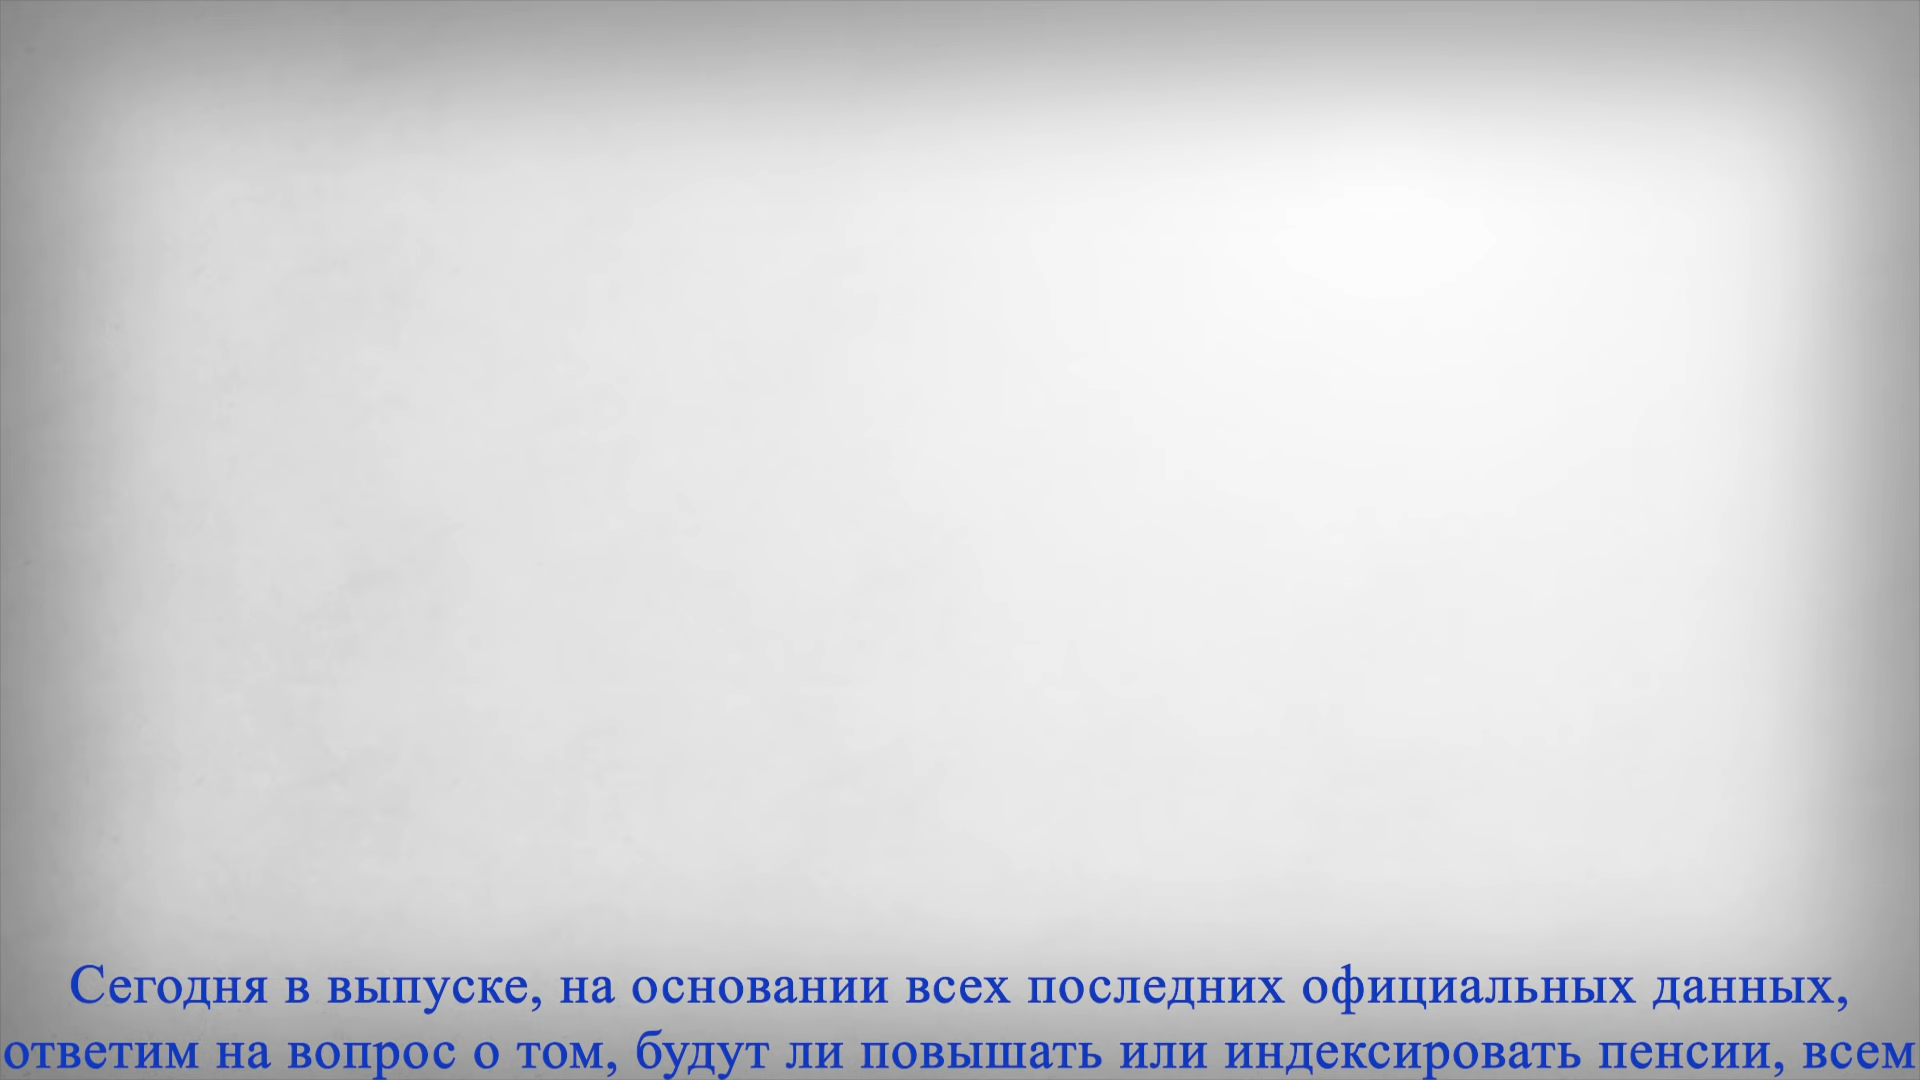 Сегодня в выпуске, на основании всех последних официальных данных,
ответим на вопрос о том, будут ли повышать или индексировать пенсии, всем